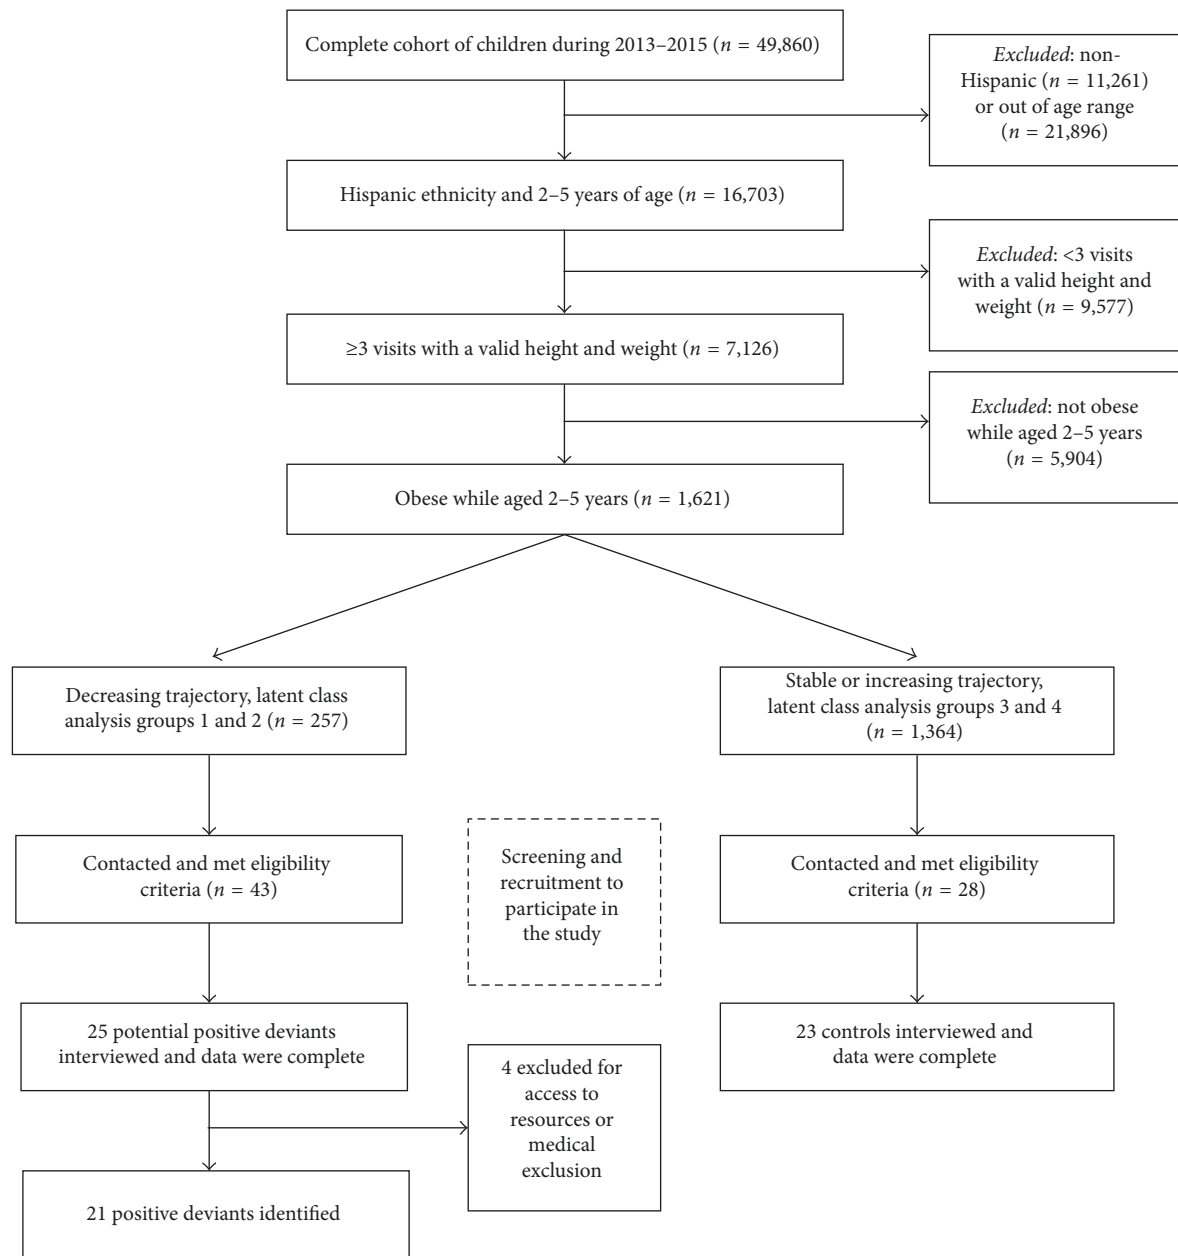 Complete cohort of children during 2013–2015 (n = 49,860)
Excluded: non-
Hispanic (n = 11,261)
or out of age range
(n = 21,896)
Hispanic ethnicity and 2–5 years of age (n = 16,703)
Excluded: <3 visits
with a valid height and
weight (n = 9,577)
≥3 visits with a valid height and weight (n = 7,126)
Excluded: not obese
while aged 2–5 years
(n = 5,904)
Obese while aged 2–5 years (n = 1,621)
Decreasing trajectory, latent class
analysis groups 1 and 2 (n = 257)
Stable or increasing trajectory,
latent class analysis groups 3 and 4
(n = 1,364)
Contacted and met eligibility
criteria (n = 43)
Screening and
recruitment to
participate in
the study
Contacted and met eligibility
criteria (n = 28)
25 potential positive deviants
interviewed and data were complete
23 controls interviewed and
data were complete
4 excluded for
access to
resources or
medical
exclusion
21 positive deviants identified